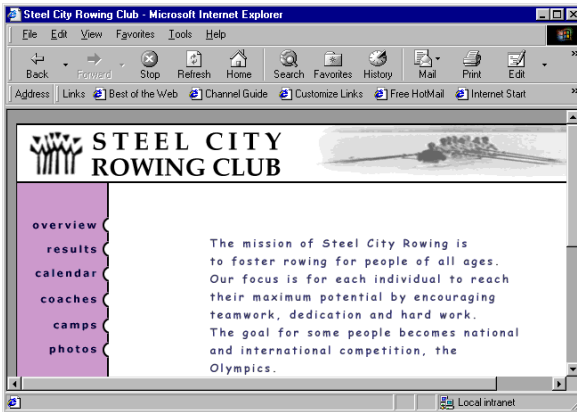 Steel City Rowing Club - Microsoft Internet Explorer
File Edit View Favorites Tools Help
Back Forward Stop Refresh Home Search Favorites History Mail Print Edit »
Address Links Best of the Web Channel Guide Customize Links Free HotMail Internet Start »
STEEL CITY
ROWING CLUB
overview
results
calendar
coaches
camps
photos
The mission of Steel City Rowing is
to foster rowing for people of all ages.
Our focus is for each individual to reach
their maximum potential by encouraging
teamwork, dedication and hard work.
The goal for some people becomes national
and international competition, the
Olympics.
Local intranet